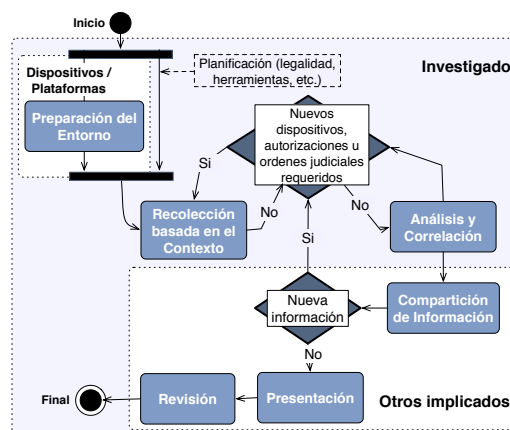 Inicio
Planificación (legalidad,
herramientas, etc.)
Investigado
Dispositivos /
Plataformas
Preparación del
Entorno
Nuevos
dispositivos,
autorizaciones u
ordenes judiciales
requeridos
Si
No
No
Recolección
basada en el
Contexto
Análisis y
Correlación
Si
Nueva
información
Compartición
de Información
No
Final
Revisión
Presentación
Otros implicados